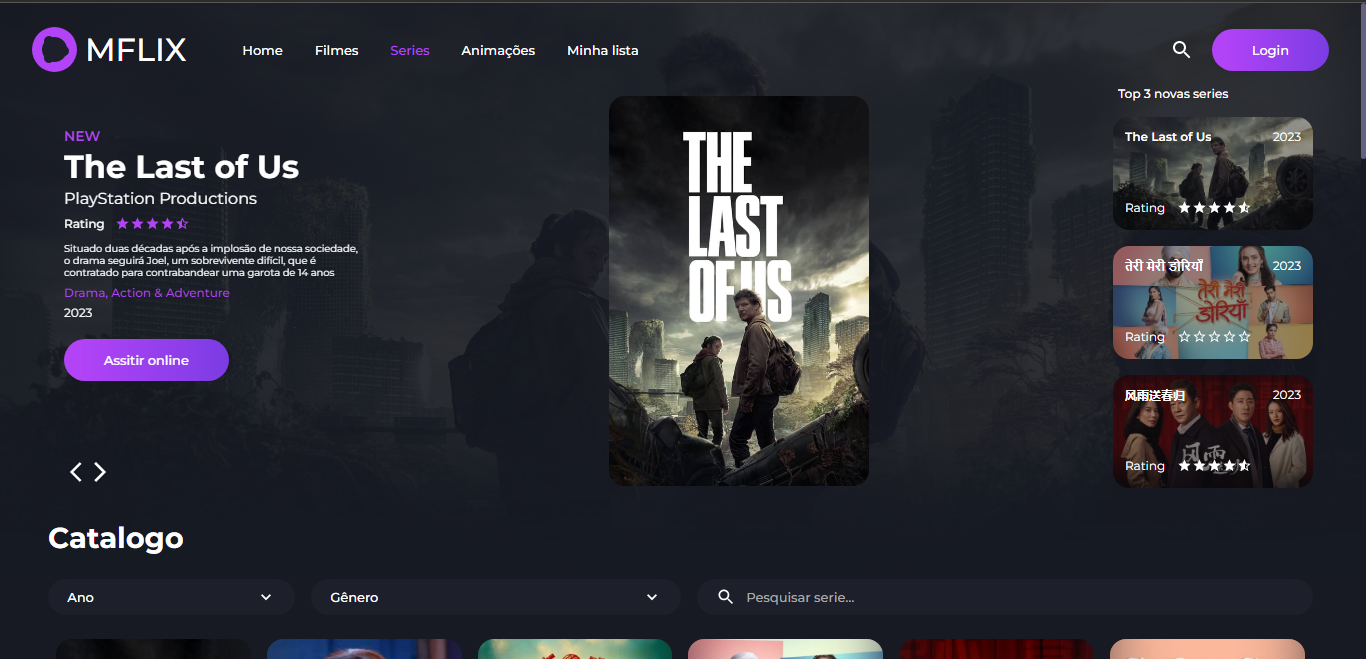 MFLIX
Home
Filmes
Series
Animações
Minha lista
Login
NEW
The Last of Us
PlayStation Productions
Rating
Situado duas décadas após a implosão de nossa sociedade,
o drama seguirá Joel, um sobrevivente difícil, que é
contratado para contrabandear uma garota de 14 anos
Drama, Action & Adventure
2023
Assitir online
THE
LAST
OF US
Top 3 novas series
The Last of Us 2023
Rating
तेरी मेरी डोरियाँ 2023
तेरी मेरी
डोरियाँ
Rating
风雨送春归 2023
风雨
Rating
Catalogo
Ano
Gênero
Pesquisar serie...